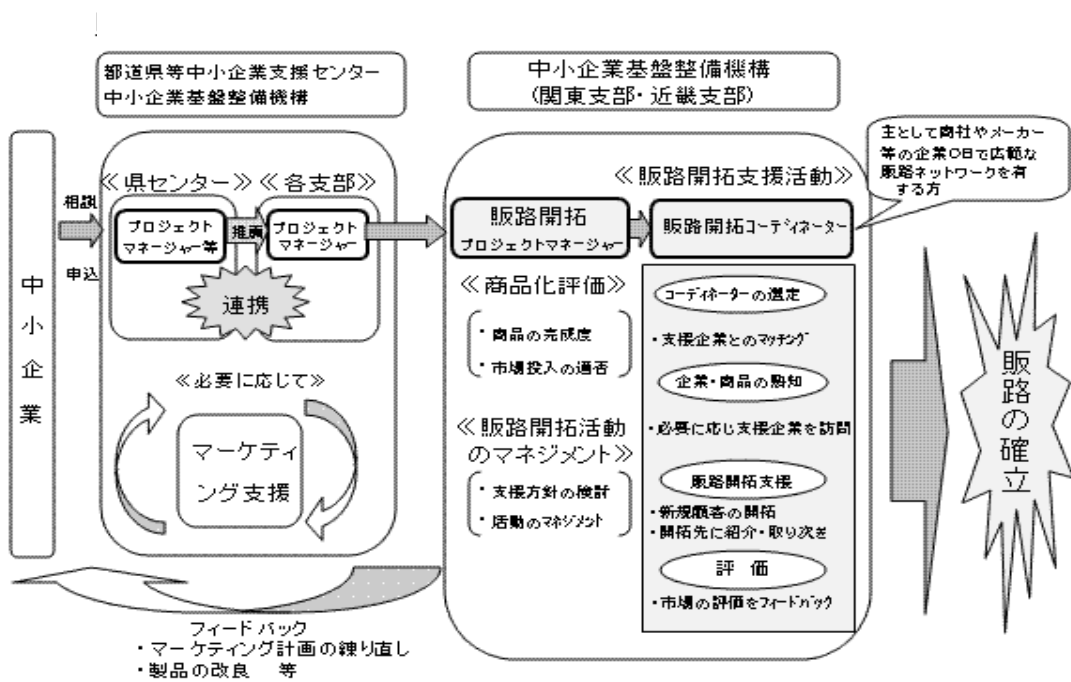 都道県等中小企業支援センター
中小企業基盤整備機構
中小企業基盤整備機構
(関東支部・近畿支部)
主として商社やメーカー
等の企業OBで広範な
販路ネットワークを有
する方
中小企業
相談
申込
≪県センター≫
≪各支部≫
プロジェクト
マネージャー等
推薦
プロジェクト
マネージャー
連携
≪必要に応じて≫
マーケティ
ング支援
≪販路開拓支援活動≫
販路開拓
プロジェクトマネージャー
販路開拓コーディネーター
≪商品化評価≫
・商品の完成度
・市場投入の適否
≪販路開拓活動
のマネジメント≫
・支援方針の検討
・活動のマネジメント
コーディネーターの選定
・支援企業とのマッチング
企業・商品の熟知
・必要に応じ支援企業を訪問
販路開拓支援
・新規顧客の開拓
・開拓先に紹介・取り次ぎ
評 価
・市場の評価をフィードバック
販路の確立
フィードバック
・マーケティング計画の練り直し
・製品の改良 等